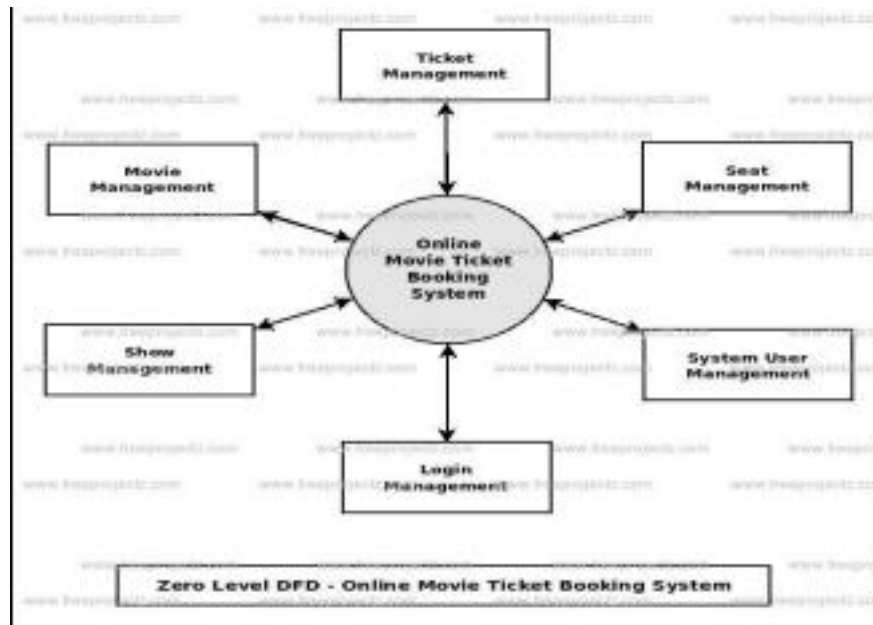 Ticket
Management
Movie
Management
Seat
Management
Online
Movie Ticket
Booking
System
Show
Management
System User
Management
Login
Management
Zero Level DFD - Online Movie Ticket Booking System